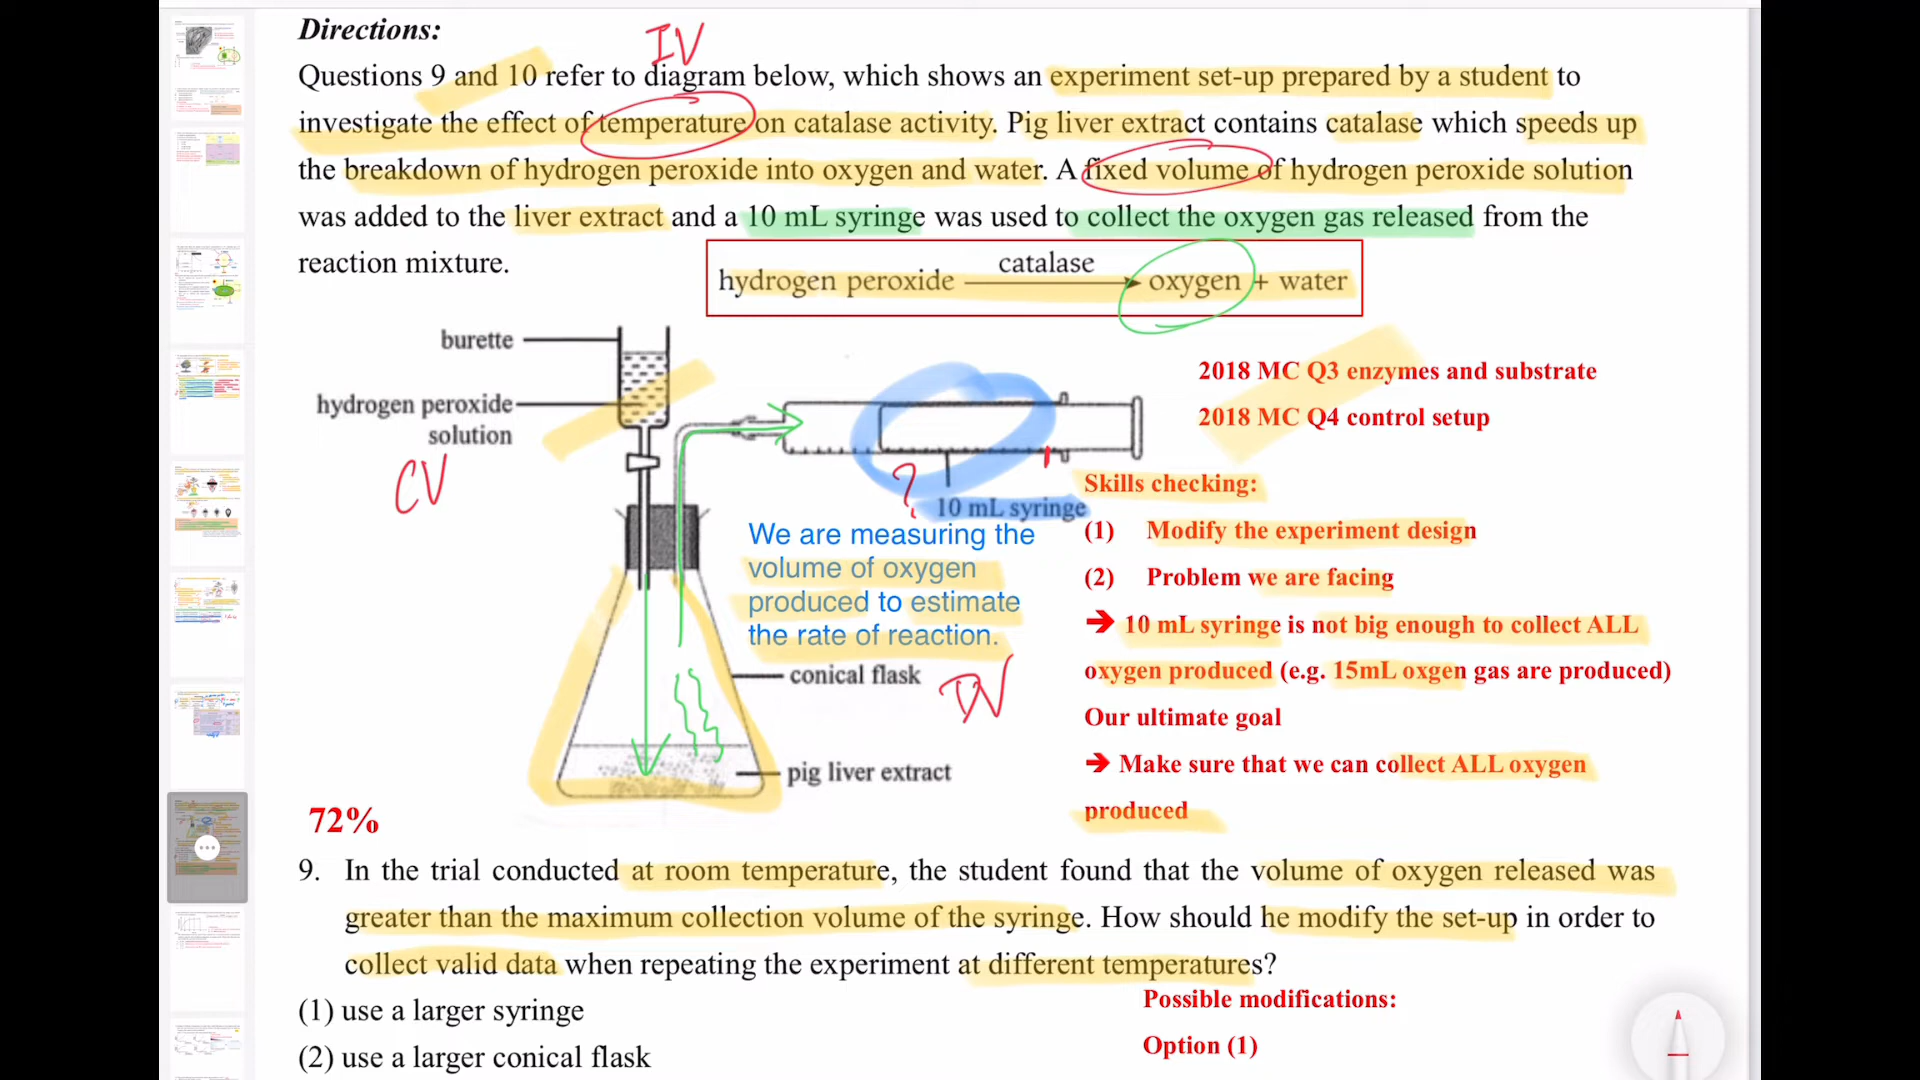 Directions:
IV
Questions 9 and 10 refer to diagram below, which shows an experiment set-up prepared by a student to
investigate the effect of temperature on catalase activity. Pig liver extract contains catalase which speeds up
the breakdown of hydrogen peroxide into oxygen and water. A fixed volume of hydrogen peroxide solution
was added to the liver extract and a 10 mL syringe was used to collect the oxygen gas released from the
reaction mixture.
catalase
hydrogen peroxide → oxygen + water
burette
hydrogen peroxide
solution
CV
2018 MC Q3 enzymes and substrate
2018 MC Q4 control setup
?
10 mL syringe
We are measuring the
volume of oxygen
produced to estimate
the rate of reaction.
conical flask
DV
pig liver extract
Skills checking:
(1) Modify the experiment design
(2) Problem we are facing
➔ 10 mL syringe is not big enough to collect ALL
oxygen produced (e.g. 15mL oxgen gas are produced)
Our ultimate goal
➔ Make sure that we can collect ALL oxygen
produced
72%
9. In the trial conducted at room temperature, the student found that the volume of oxygen released was
greater than the maximum collection volume of the syringe. How should he modify the set-up in order to
collect valid data when repeating the experiment at different temperatures?
(1) use a larger syringe
(2) use a larger conical flask
Possible modifications:
Option (1)